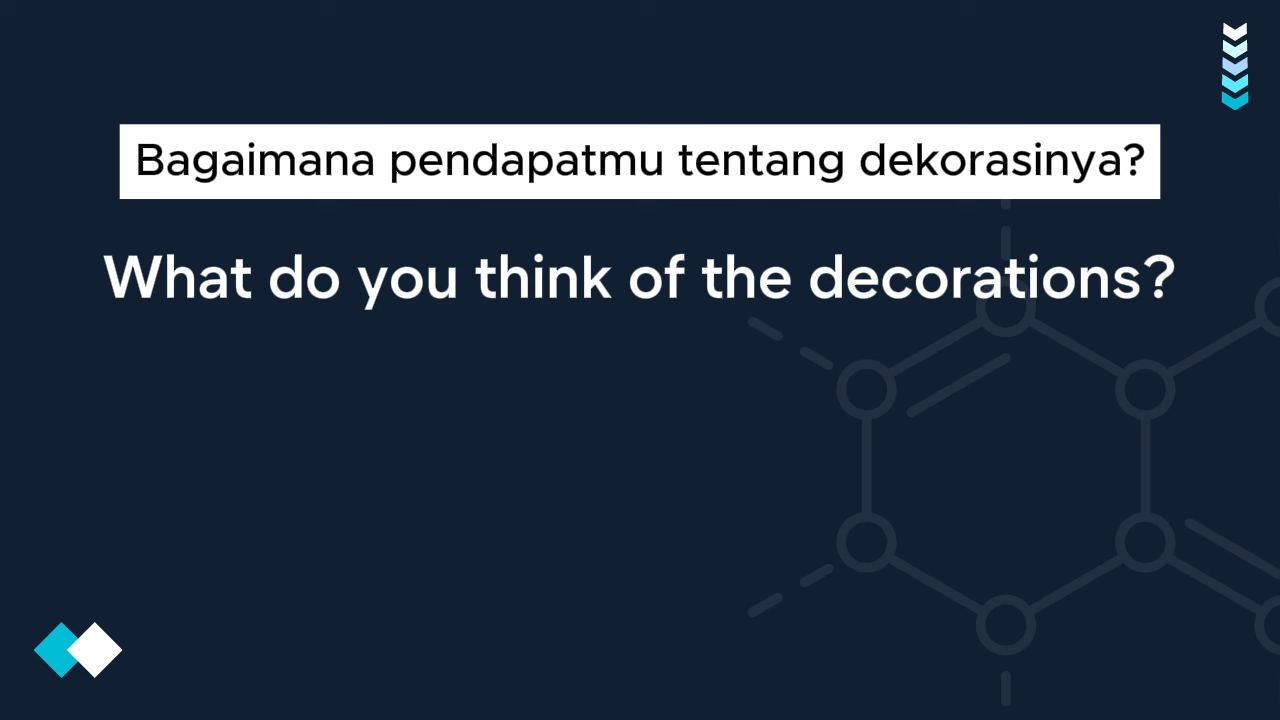 Bagaimana pendapatmu tentang dekorasinya?
What do you think of the decorations?